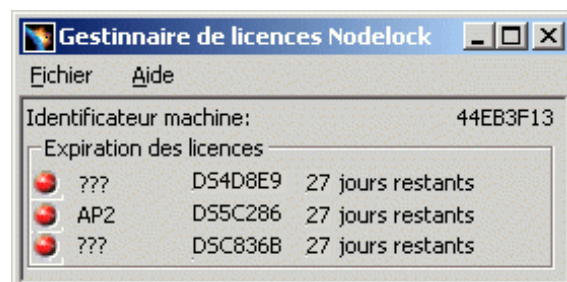 Gestinnaire de licences Nodelock
Fichier Aide
Identificateur machine: 44EB3F13
Expiration des licences
??? DS4D8E9 27 jours restants
AP2 DS5C286 27 jours restants
??? DSC836B 27 jours restants